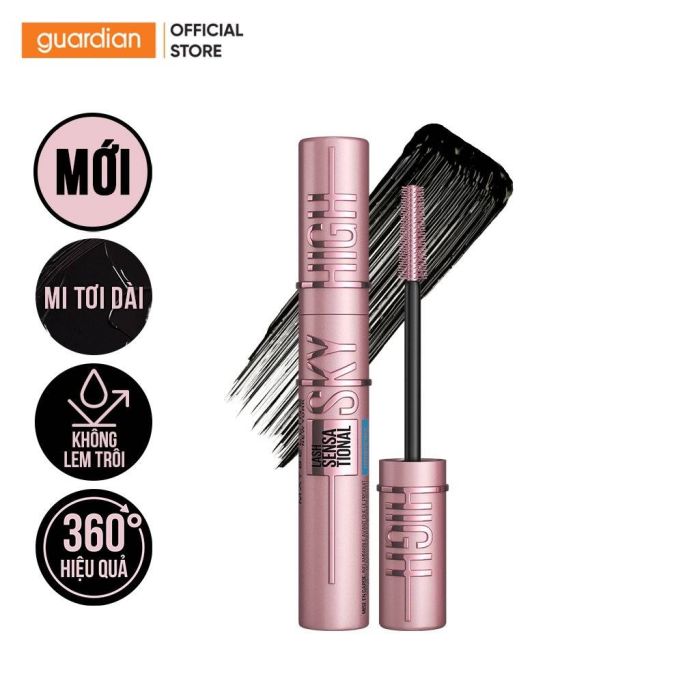 guardian
OFFICIAL
STORE
MỚI
MI TƠI DÀI
KHÔNG
LEM TRÔI
360°
HIỆU QUẢ
SKY HIGH
LASH
SENSA
TIONAL
HIGH